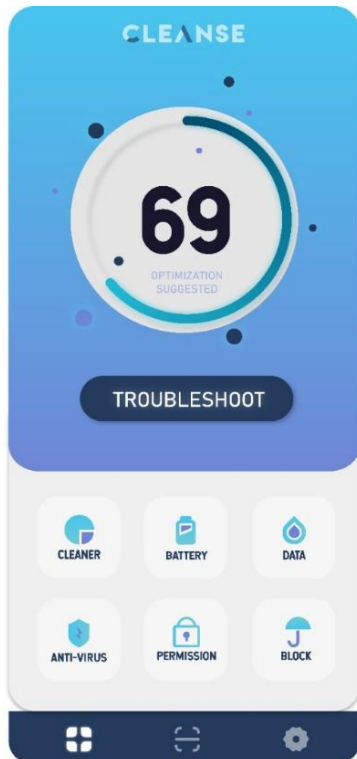 CLEANSE
69
OPTIMIZATION
SUGGESTED
TROUBLESHOOT
CLEANER
BATTERY
DATA
ANTI-VIRUS
PERMISSION
BLOCK